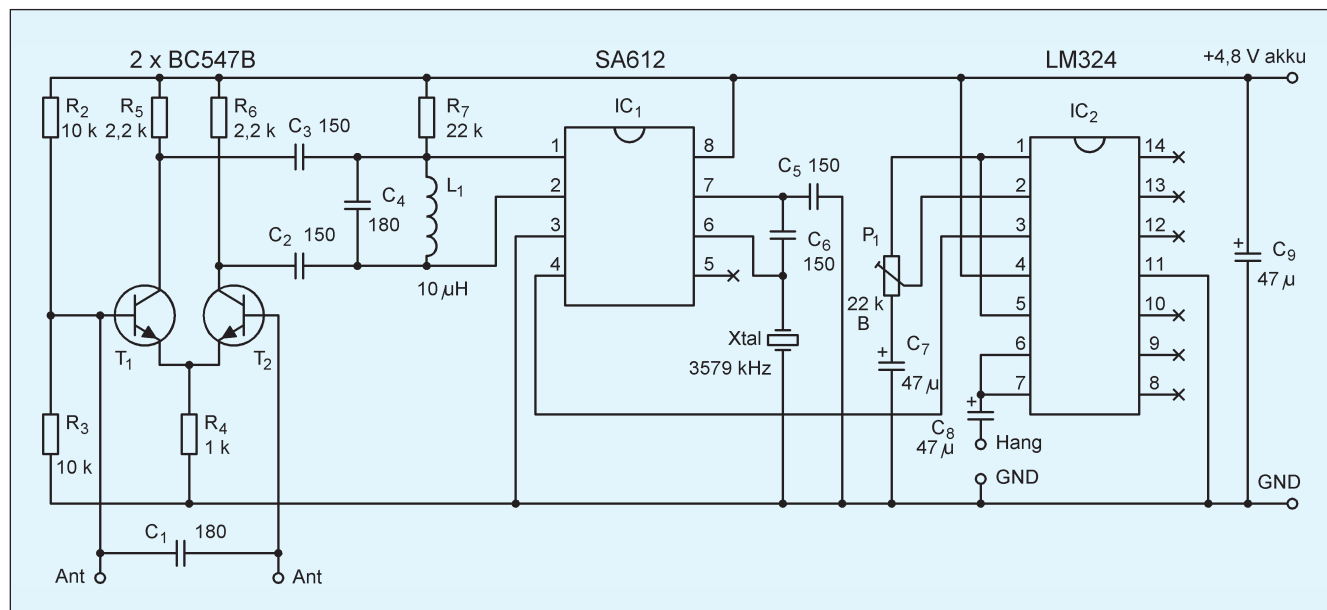 2 x BC547B
SA612
LM324
+4,8 V akku
R2
10 k
R5
2,2 k
R6
2,2 k
C3 150
R7
22 k
IC1
IC2
C4
180
L1
C2 150
10 µH
1
2
3
4
8
7
6
5
C5 150
C6
150
Xtal
3579 kHz
P1
22 k
B
C7
+
47 µ
1
2
3
4
5
6
7
14
13
12
11
10
9
8
+
C8
47 µ
Hang
GND
+
C9
47 µ
GND
T1
T2
R3
10 k
R4
1 k
C1 180
Ant
Ant